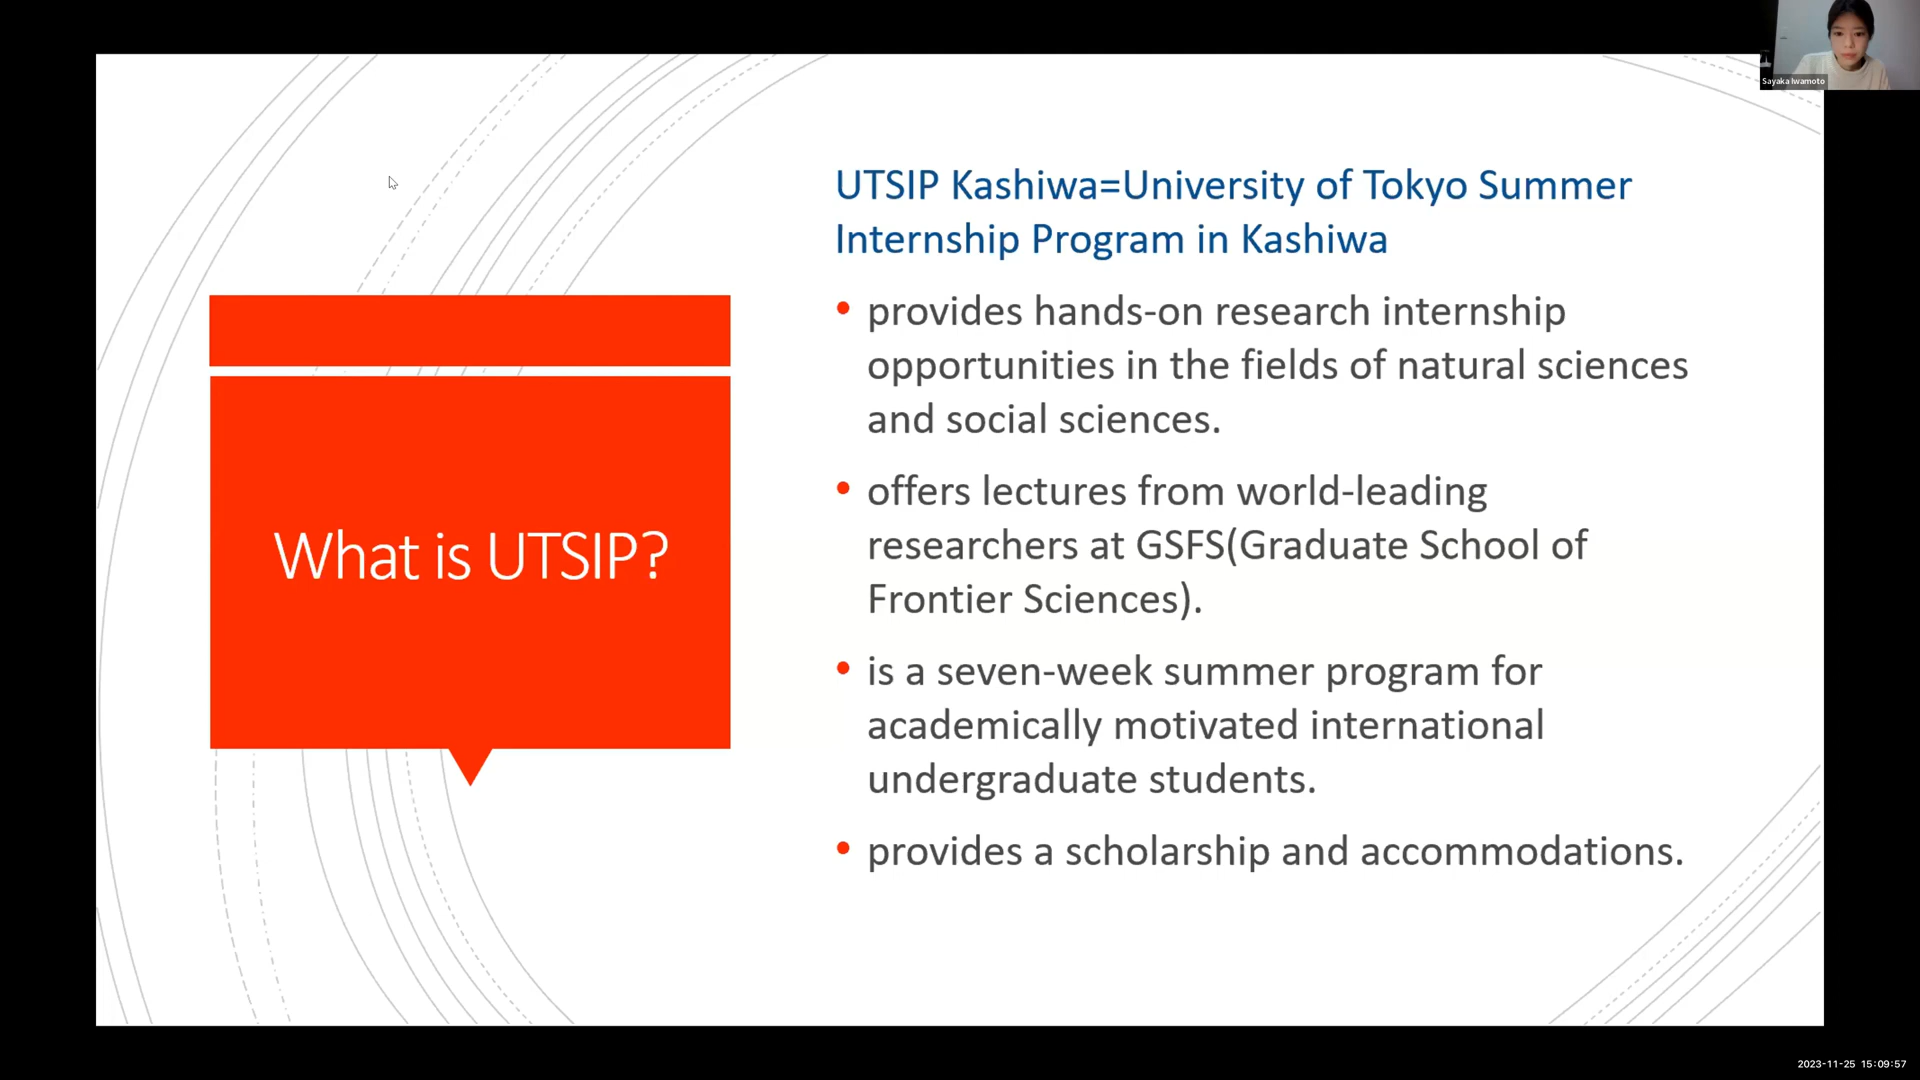 Sayaka Iwamoto
What is UTSIP?
UTSIP Kashiwa=University of Tokyo Summer
Internship Program in Kashiwa
• provides hands-on research internship
opportunities in the fields of natural sciences
and social sciences.
• offers lectures from world-leading
researchers at GSFS(Graduate School of
Frontier Sciences).
• is a seven-week summer program for
academically motivated international
undergraduate students.
• provides a scholarship and accommodations.
2023-11-25 15:09:57